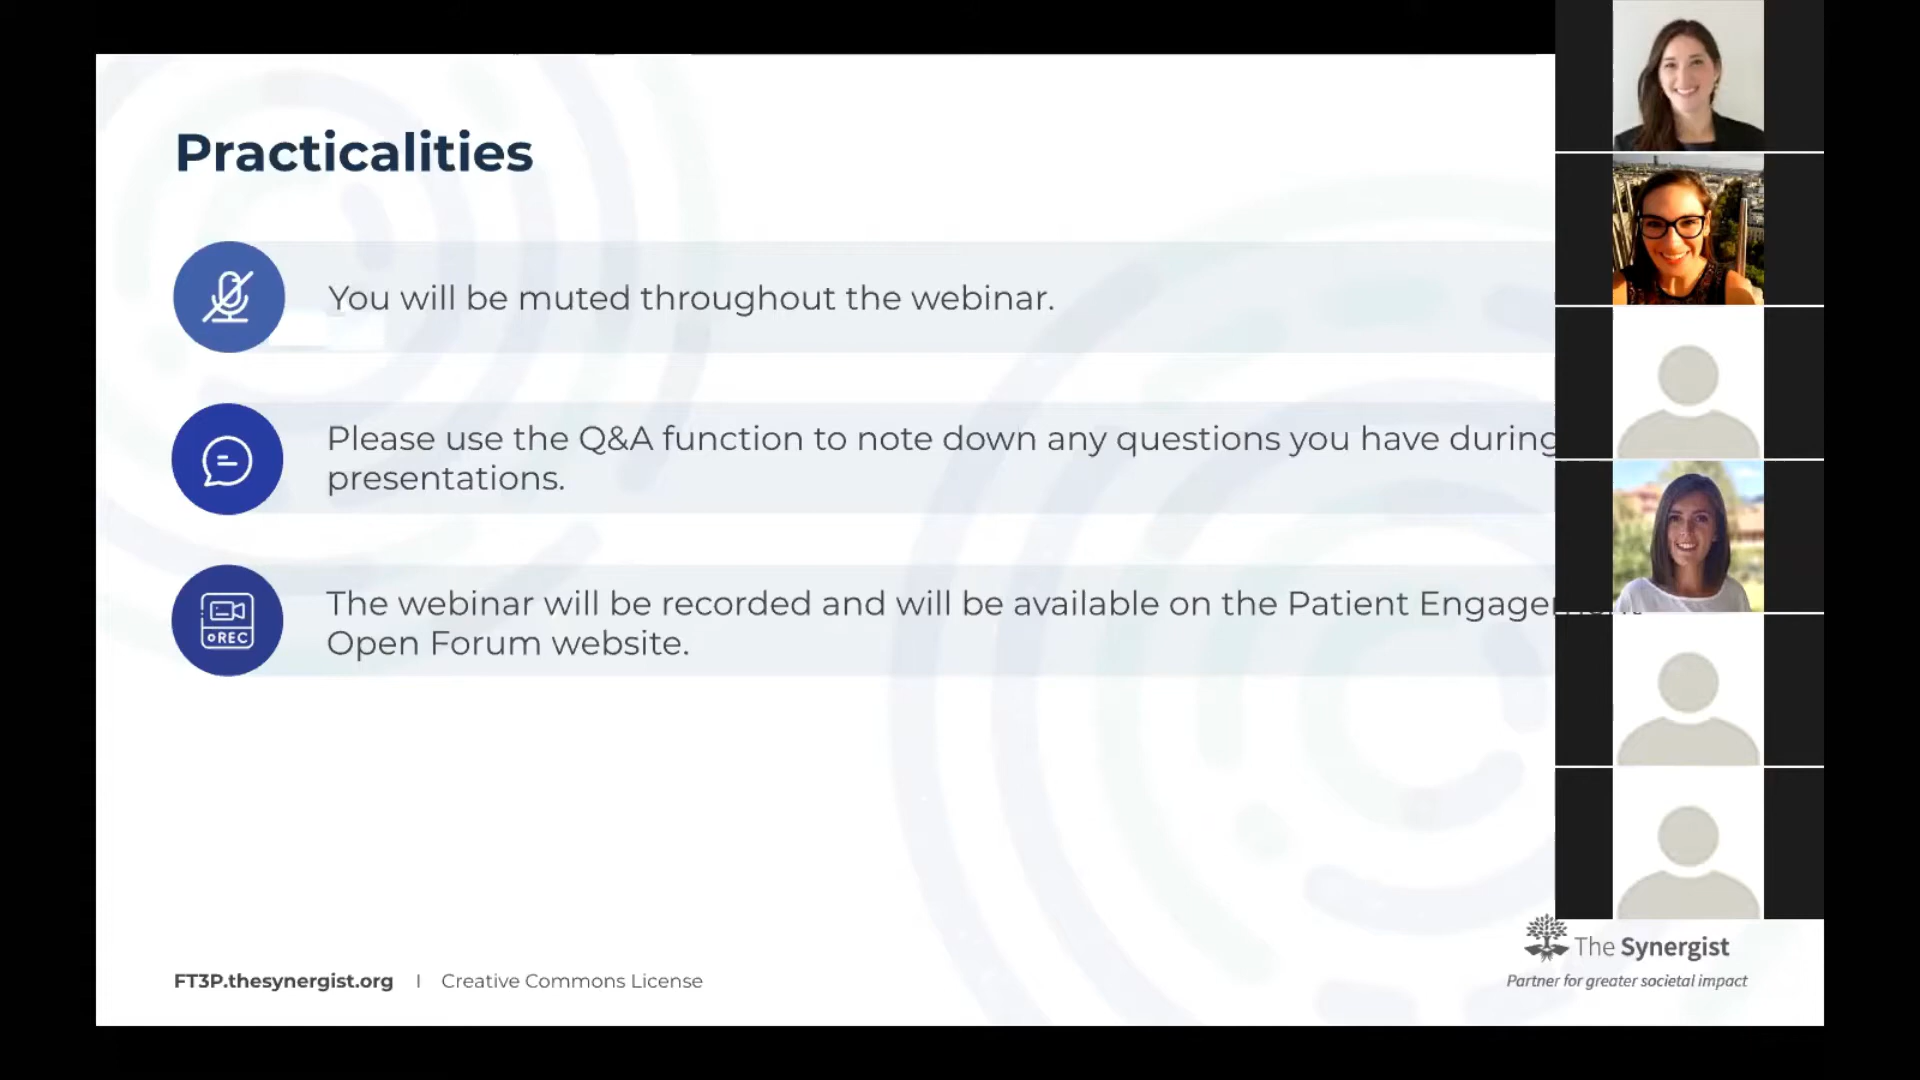 Practicalities
You will be muted throughout the webinar.
Please use the Q&A function to note down any questions you have during
presentations.
REC
The webinar will be recorded and will be available on the Patient Engagement
Open Forum website.
The Synergist
Partner for greater societal impact
FT3P.thesynergist.org | Creative Commons License